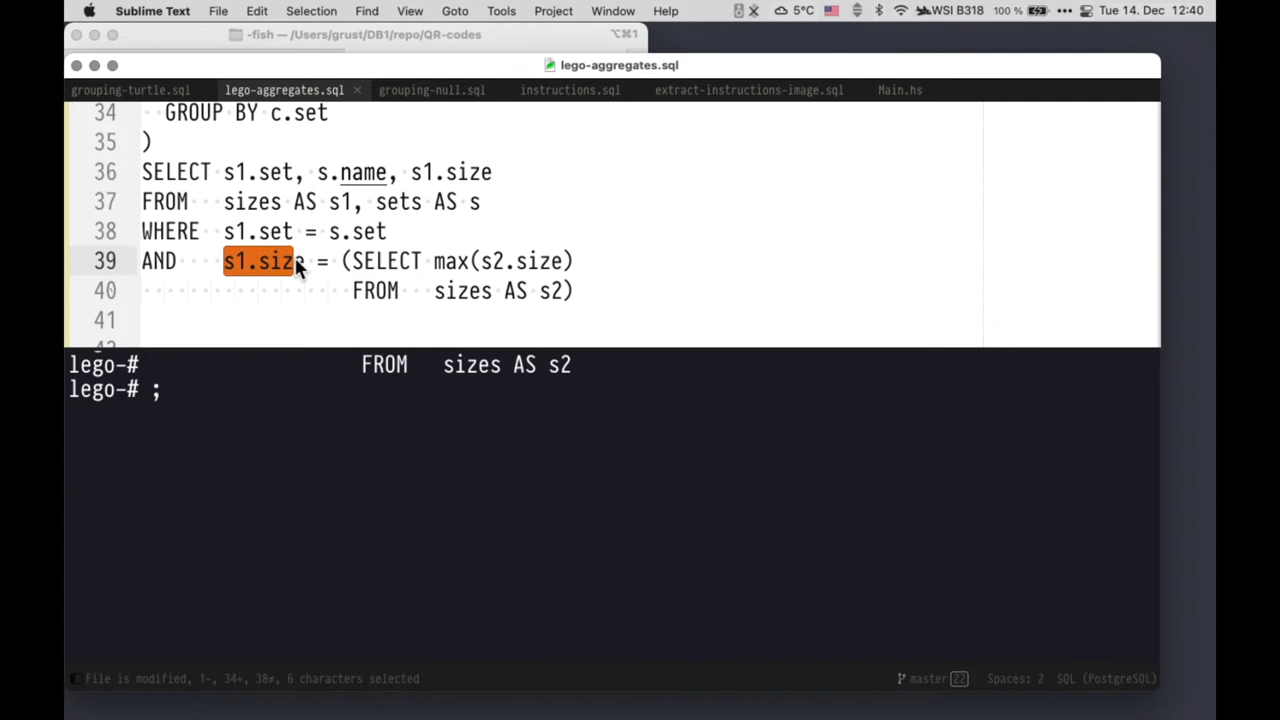 Sublime Text File Edit Selection Find View Goto Tools Project Window Help 5°C WSI B318 100 % Tue 14. Dec 12:40
-fish — /Users/grust/DB1/repo/QR-codes ⌥⌘1
lego-aggregates.sql
grouping-turtle.sql lego-aggregates.sql × grouping-null.sql instructions.sql extract-instructions-image.sql Main.hs
34 GROUP BY c.set
35 )
36 SELECT s1.set, s.name, s1.size
37 FROM sizes AS s1, sets AS s
38 WHERE s1.set = s.set
39 AND s1.size = (SELECT max(s2.size)
40 FROM sizes AS s2)
41
lego-# FROM sizes AS s2
lego-# ;
File is modified, 1-, 34+, 38≠, 6 characters selected master 22 Spaces: 2 SQL (PostgreSQL)